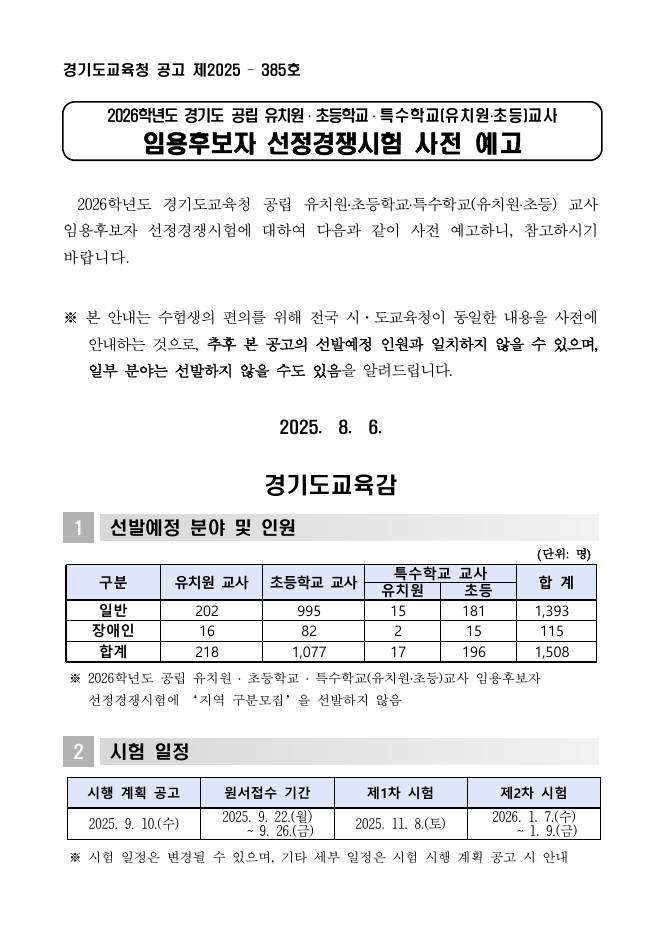 경기도교육청 공고 제2025 - 385호
2026학년도 경기도 공립 유치원·초등학교·특수학교(유치원·초등)교사
임용후보자 선정경쟁시험 사전 예고
2026학년도 경기도교육청 공립 유치원·초등학교·특수학교(유치원·초등) 교사
임용후보자 선정경쟁시험에 대하여 다음과 같이 사전 예고하니, 참고하시기
바랍니다.
※ 본 안내는 수험생의 편의를 위해 전국 시·도교육청이 동일한 내용을 사전에
안내하는 것으로, 추후 본 공고의 선발예정 인원과 일치하지 않을 수 있으며,
일부 분야는 선발하지 않을 수도 있음을 알려드립니다.
2025. 8. 6.
경기도교육감
1 선발예정 분야 및 인원
(단위: 명)
구분 유치원 교사 초등학교 교사 특수학교 교사 합 계
유치원 초등
일반 202 995 15 181 1,393
장애인 16 82 2 15 115
합계 218 1,077 17 196 1,508
※ 2026학년도 공립 유치원 · 초등학교 · 특수학교(유치원·초등)교사 임용후보자
선정경쟁시험에 '지역 구분모집'을 선발하지 않음
2 시험 일정
시행 계획 공고 원서접수 기간 제1차 시험 제2차 시험
2025. 9. 10.(수) 2025. 9. 22.(월) 2025. 11. 8.(토) 2026. 1. 7.(수)
~ 9. 26.(금) ~ 1. 9.(금)
※ 시험 일정은 변경될 수 있으며, 기타 세부 일정은 시험 시행 계획 공고 시 안내